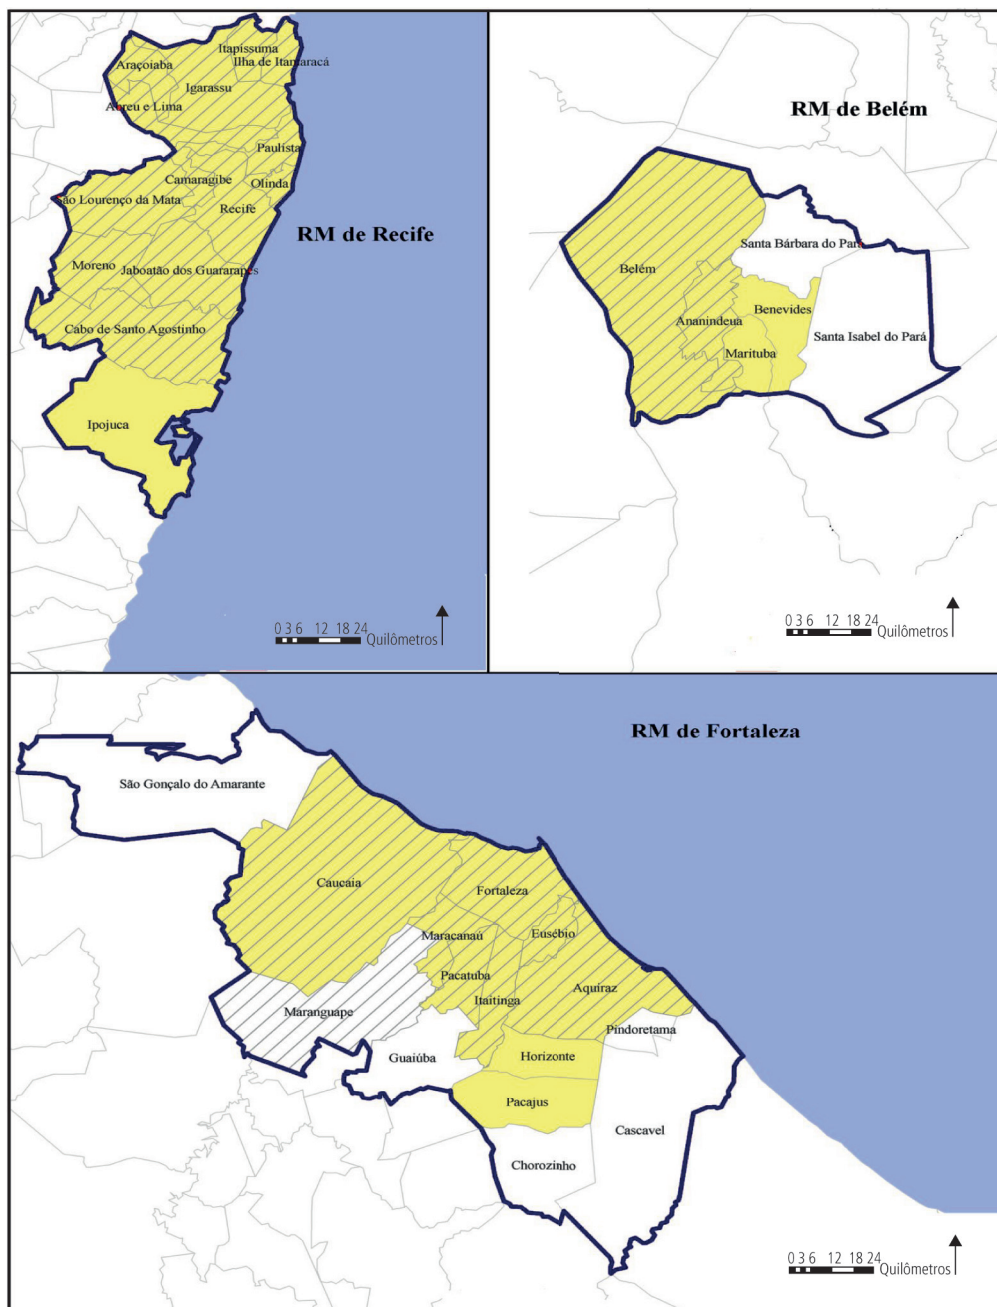 Itapissuma
Araçoiaba
Ilha de Itamaracá
Igarassu
Abreu e Lima
Paulista
Camaragibe
Olinda
São Lourenço da Mata
Recife
RM de Recife
Moreno
Jaboatão dos Guararapes
Cabo de Santo Agostinho
Ipojuca
0 3 6 12 18 24
Quilômetros
RM de Belém
Santa Bárbara do Pará
Belém
Benevides
Ananindeua
Santa Isabel do Pará
Marituba
0 3 6 12 18 24
Quilômetros
RM de Fortaleza
São Gonçalo do Amarante
Caucaia
Fortaleza
Maracanaú
Eusébio
Pacatuba
Aquiraz
Itaitinga
Maranguape
Pindoretama
Guaiúba
Horizonte
Pacajus
Cascavel
Chorozinho
0 3 6 12 18 24
Quilômetros